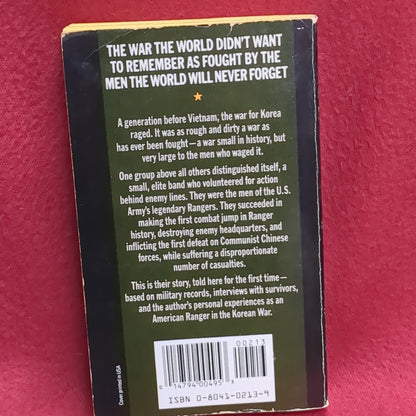 THE WAR THE WORLD DIDN'T WANT
TO REMEMBER AS FOUGHT BY THE
MEN THE WORLD WILL NEVER FORGET
A generation before Vietnam, the war for Korea
raged. It was as rough and dirty a war as
has ever been fought—a war small in history, but
very large to the men who waged it.
One group above all others distinguished itself, a
small, elite band who volunteered for action
behind enemy lines. They were the men of the U.S.
Army's legendary Rangers. They succeeded in
making the first combat jump in Ranger
history, destroying enemy headquarters, and
inflicting the first defeat on Communist Chinese
forces, while suffering a disproportionate
number of casualties.
This is their story, told here for the first time—
based on military records, interviews with survivors,
and the author's personal experiences as an
American Ranger in the Korean War.
00213
0 14794 00495 3
ISBN 0-8041-0213-9
Cover printed in USA